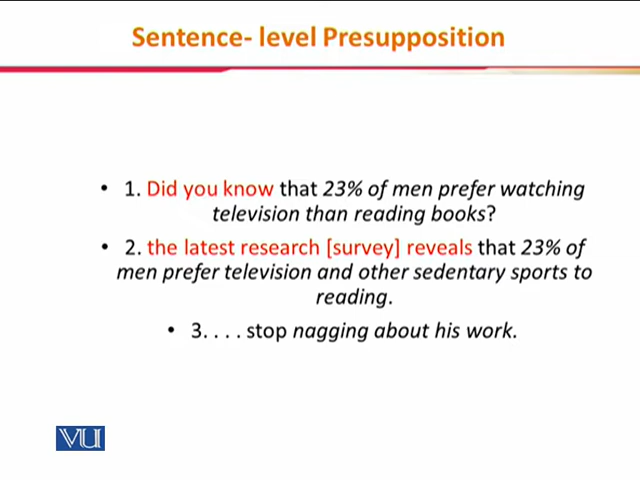 Sentence- level Presupposition
• 1. Did you know that 23% of men prefer watching
television than reading books?
• 2. the latest research [survey] reveals that 23% of
men prefer television and other sedentary sports to
reading.
• 3. . . . stop nagging about his work.
VU